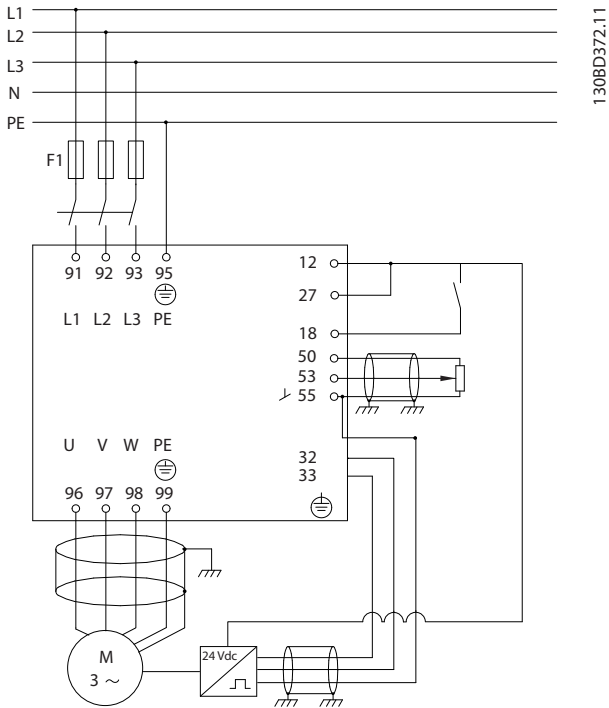 L1
L2
L3
N
PE
130BD372.11
F1
91 92 93 95
L1 L2 L3 PE
12
27
18
50
53
55
U V W PE
32
33
96 97 98 99
M
3 ~
24 Vdc